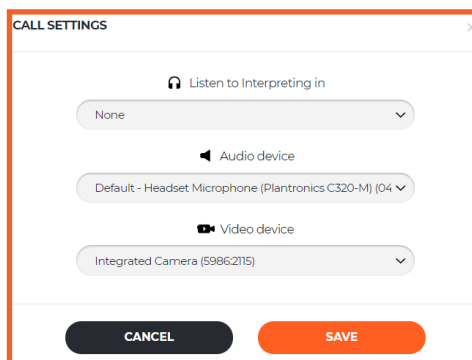 CALL SETTINGS
Listen to Interpreting in
None
Audio device
Default - Headset Microphone (Plantronics C320-M) (04
Video device
Integrated Camera (5986:2115)
CANCEL SAVE